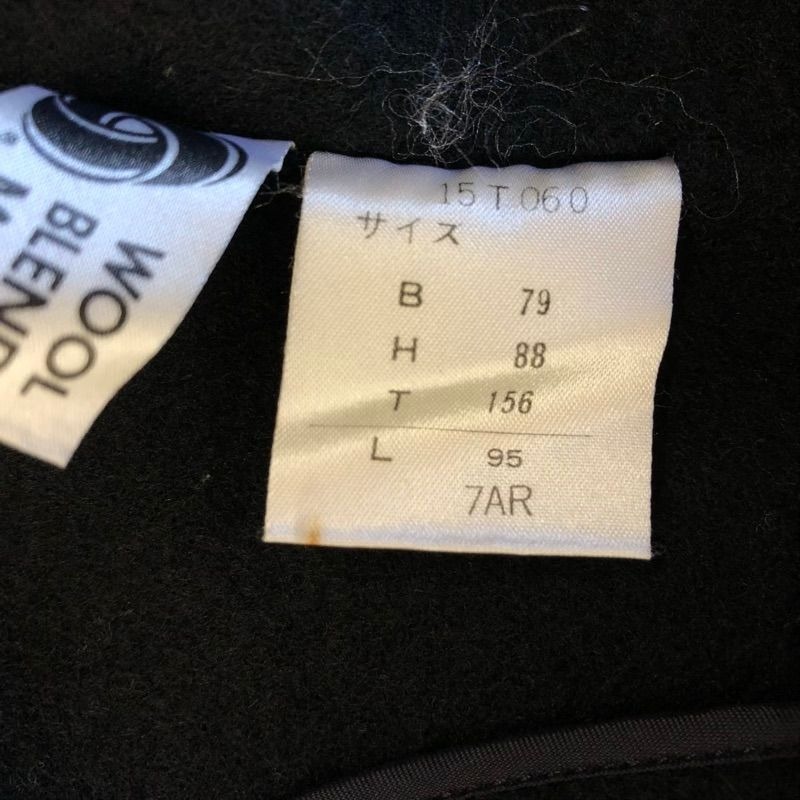 WOOL
BLEND
15T060
サイズ
B 79
H 88
T 156
L 95
7AR